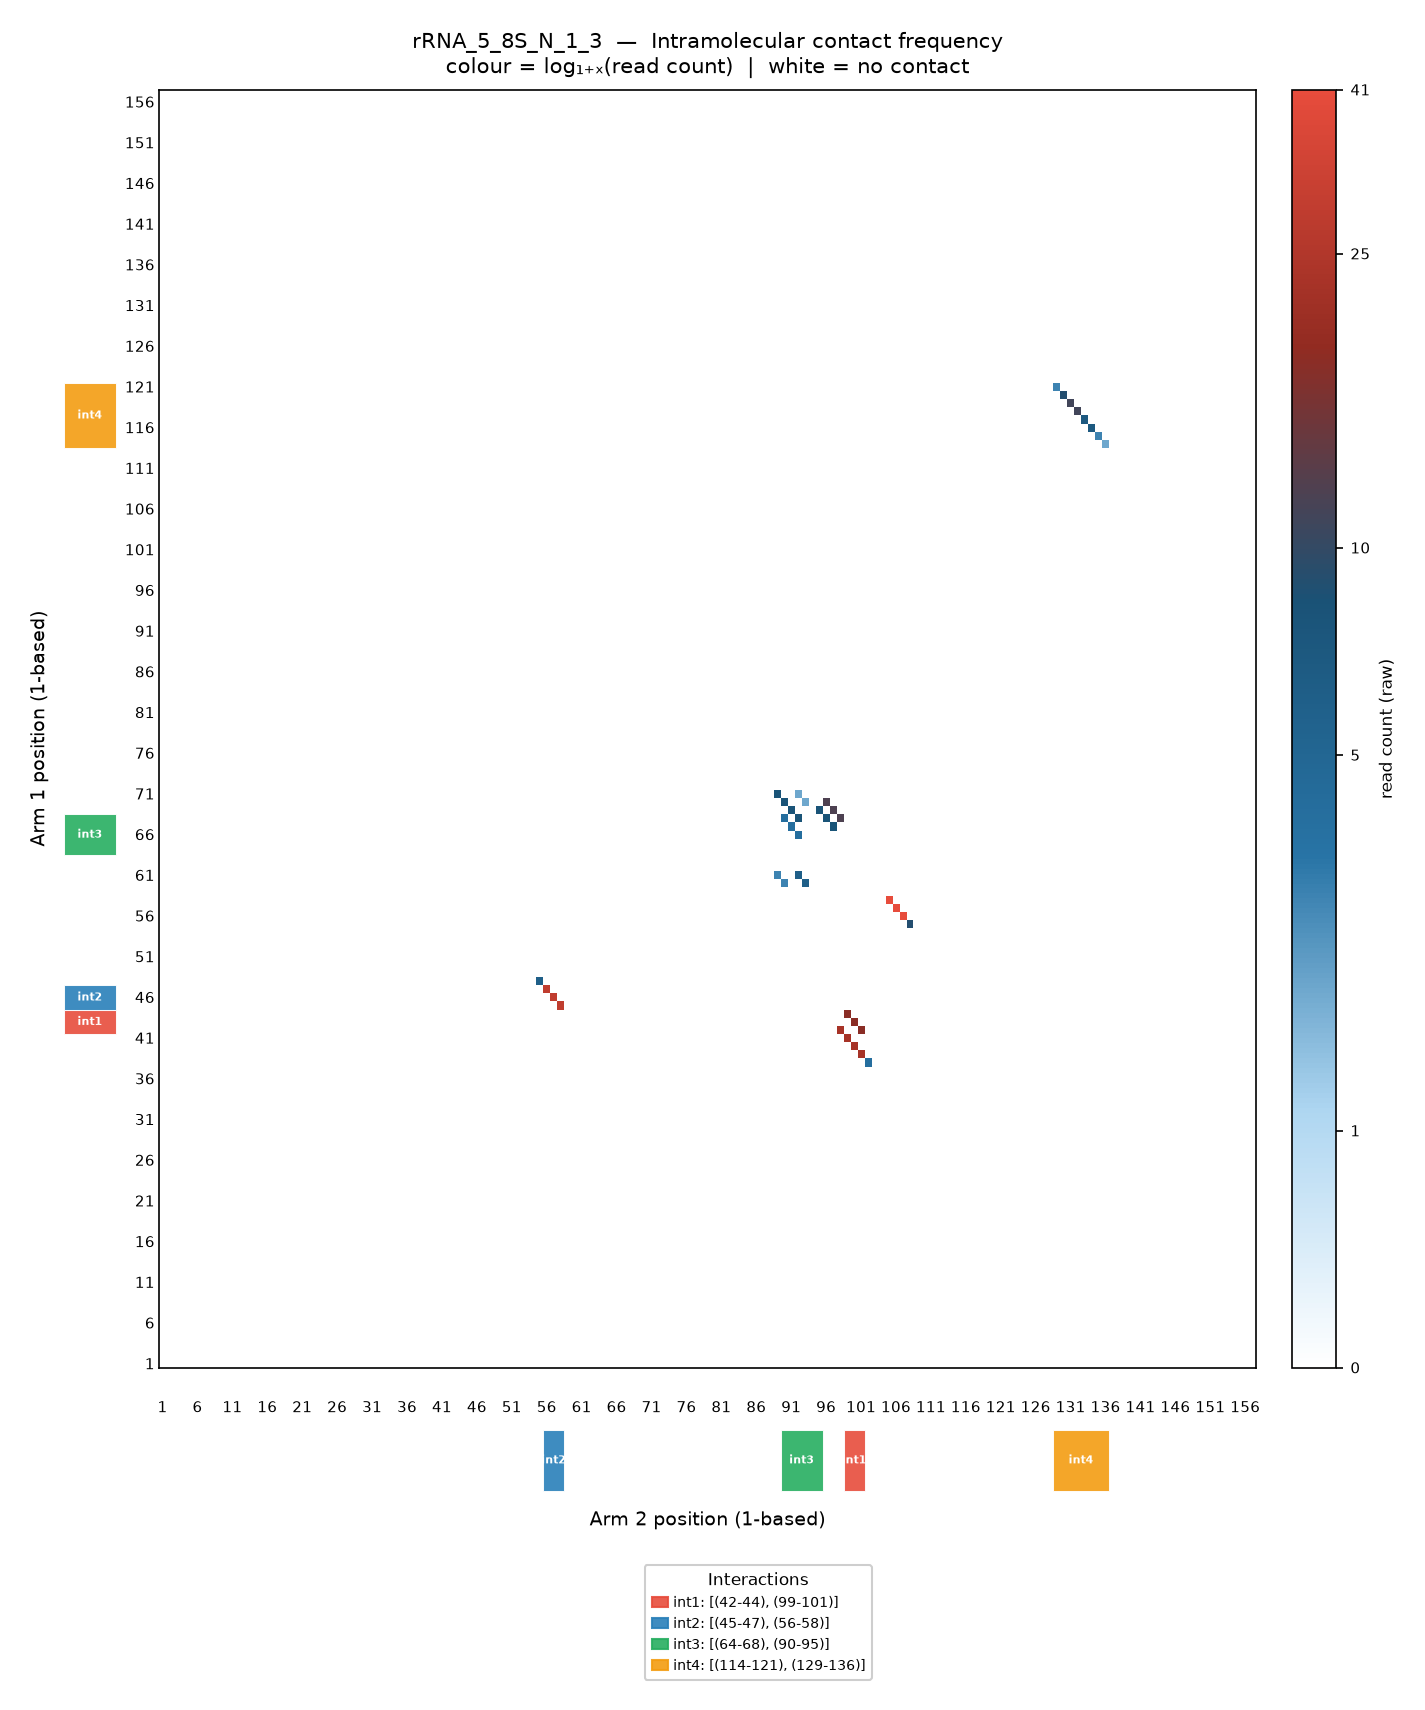 rRNA_5_8S_N_1_3 — Intramolecular contact frequency
colour = log₁₊ₓ(read count) | white = no contact
156
151
146
141
136
131
126
121
116
111
106
101
96
91
86
81
76
71
66
61
56
51
46
41
36
31
26
21
16
11
6
1
int4
int3
int2
int1
Arm 1 position (1-based)
1 6 11 16 21 26 31 36 41 46 51 56 61 66 71 76 81 86 91 96 101 106 111 116 121 126 131 136 141 146 151 156
nt2 int3 nt1 int4
Arm 2 position (1-based)
41
25
10
5
1
0
read count (raw)
Interactions
int1: [(42-44), (99-101)]
int2: [(45-47), (56-58)]
int3: [(64-68), (90-95)]
int4: [(114-121), (129-136)]